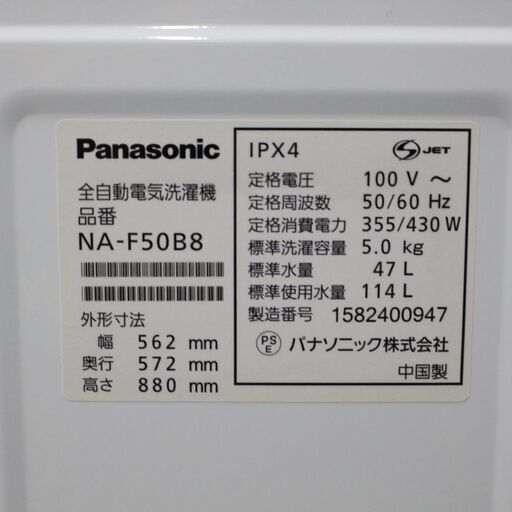 Panasonic
全自動電気洗濯機
品番
NA-F50B8
外形寸法
幅 562 mm
奥行 572 mm
高さ 880 mm
IPX4
S JET
定格電圧 100 V ～
定格周波数 50/60 Hz
定格消費電力 355/430 W
標準洗濯容量 5.0 kg
標準水量 47 L
標準使用水量 114 L
製造番号 1582400947
PS E パナソニック株式会社
中国製